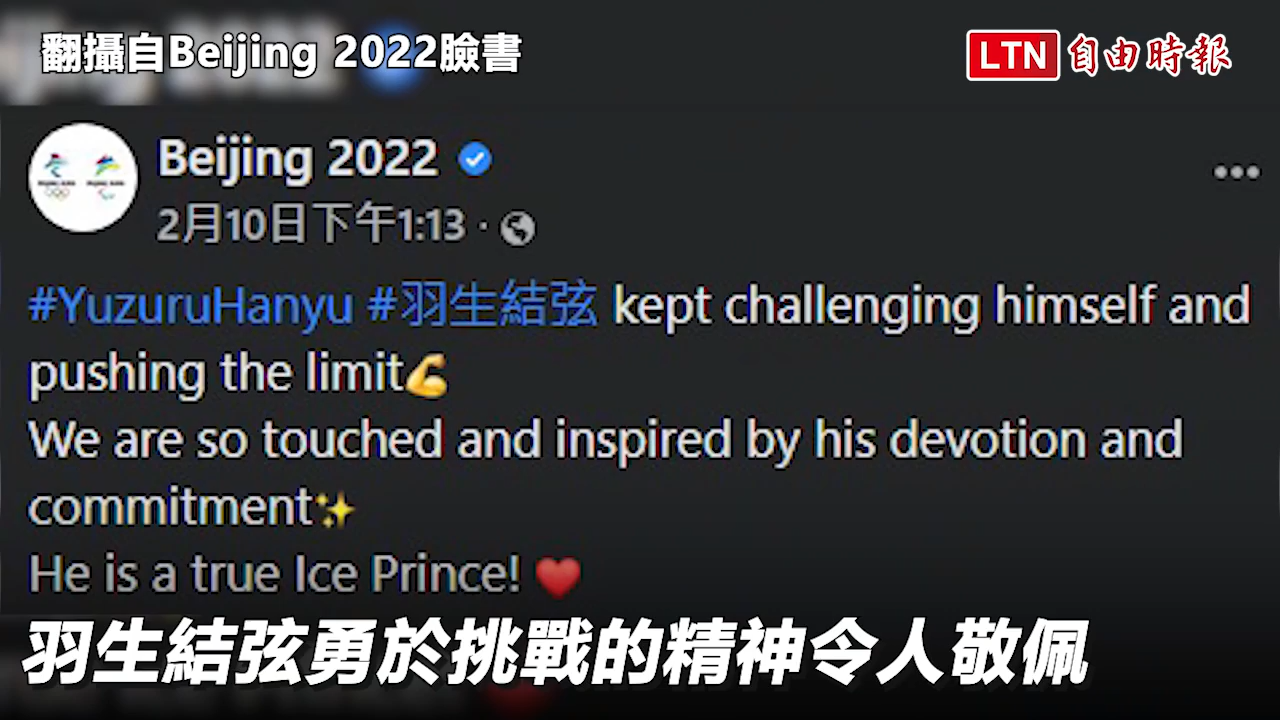 翻攝自Beijing 2022臉書
LTN 自由時報
Beijing 2022
2月10日下午1:13 ·
#YuzuruHanyu #羽生結弦 kept challenging himself and
pushing the limit💪
We are so touched and inspired by his devotion and
commitment✨
He is a true Ice Prince! ♥️
羽生結弦勇於挑戰的精神令人敬佩